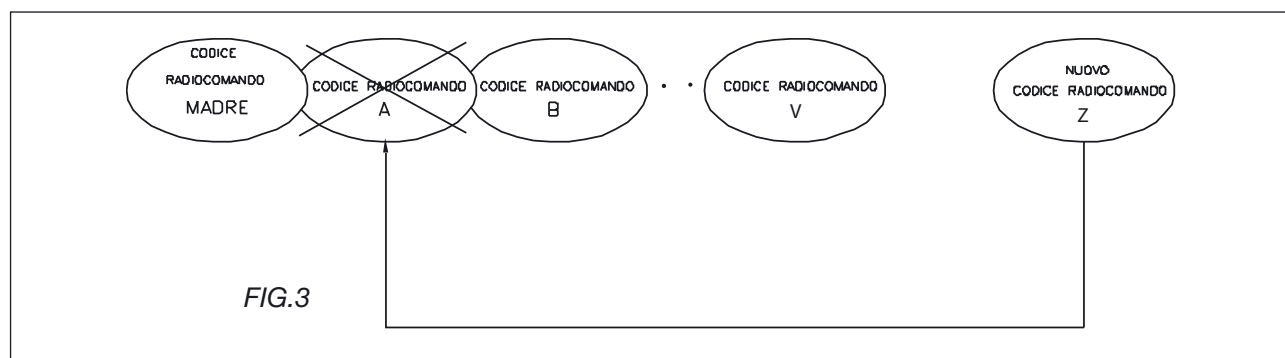 CODICE
RADIOCOMANDO
MADRE
CODICE RADIOCOMANDO
A
CODICE RADIOCOMANDO
B
. .
CODICE RADIOCOMANDO
V
NUOVO
CODICE RADIOCOMANDO
Z
FIG.3